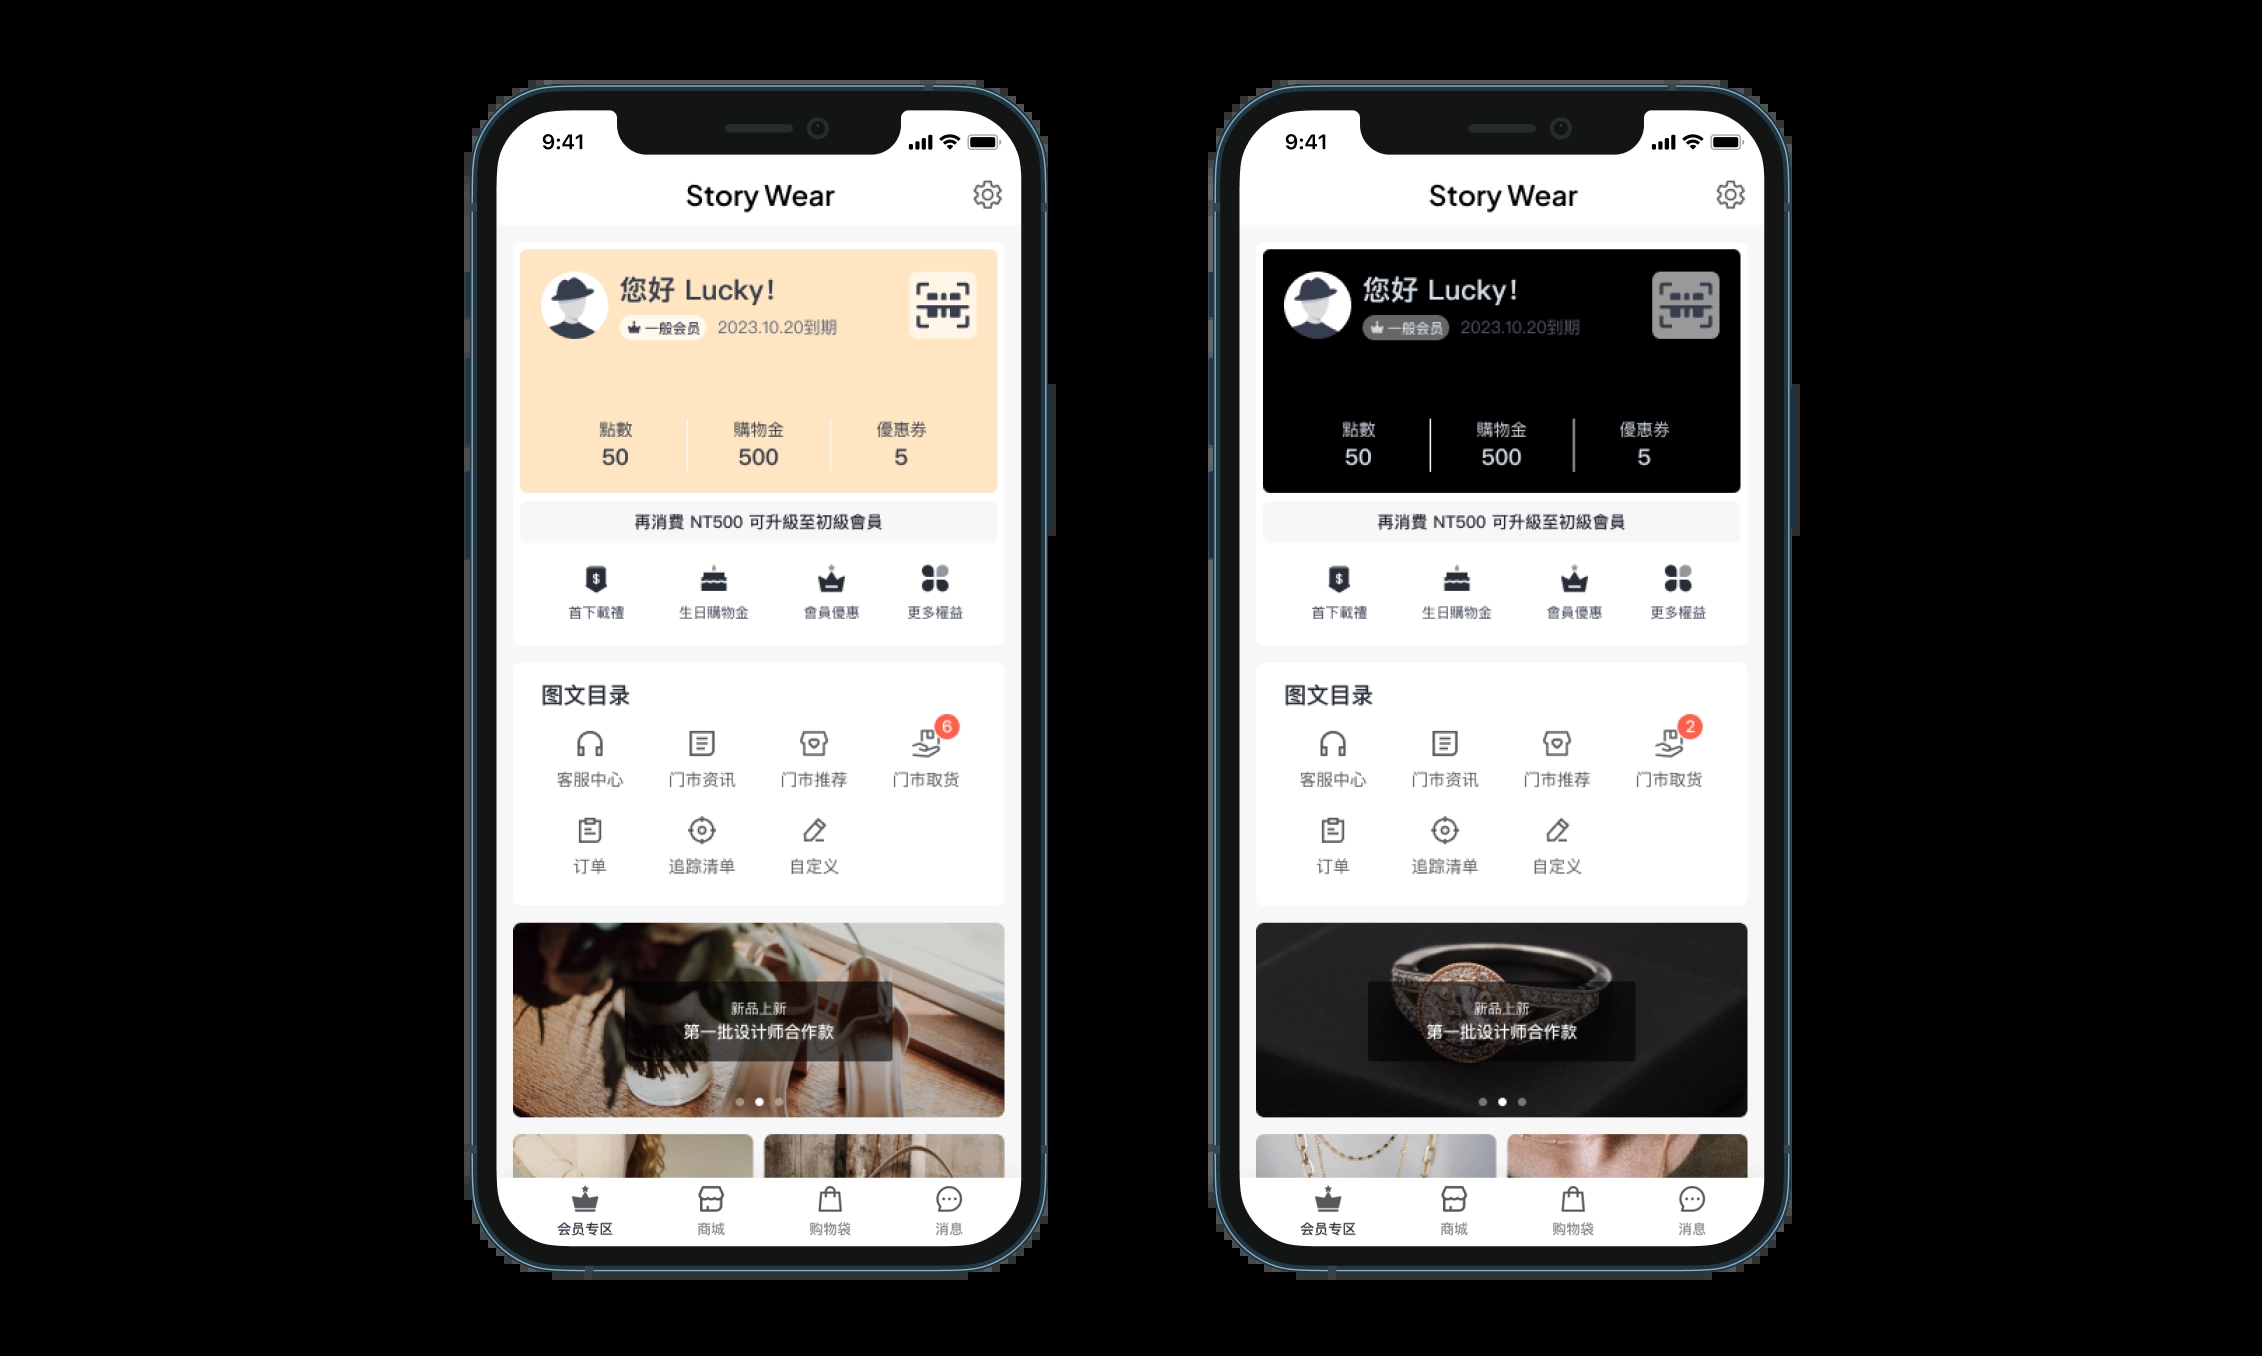 9:41
Story Wear
您好 Lucky!
一般会员 2023.10.20到期
點數 購物金 優惠券
50 500 5
再消費 NT500 可升級至初級會員
首下載禮 生日購物金 會員優惠 更多權益
图文目录
6
客服中心 门市资讯 门市推荐 门市取货
订单 追踪清单 自定义
新品上新
第一批设计师合作款
会员专区 商城 购物袋 消息
9:41
Story Wear
您好 Lucky!
一般会员 2023.10.20到期
點數 購物金 優惠券
50 500 5
再消費 NT500 可升級至初級會員
首下載禮 生日購物金 會員優惠 更多權益
图文目录
2
客服中心 门市资讯 门市推荐 门市取货
订单 追踪清单 自定义
新品上新
第一批设计师合作款
会员专区 商城 购物袋 消息